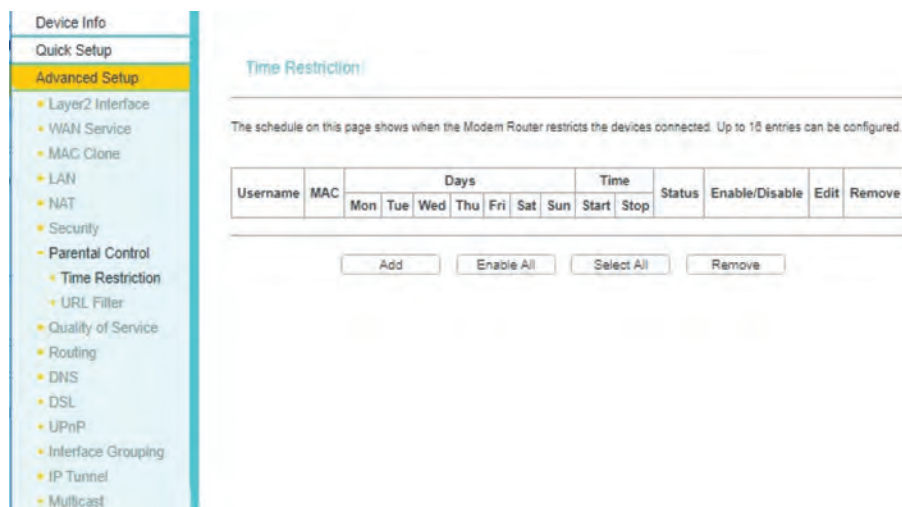 Device Info
Quick Setup
Advanced Setup
Layer2 Interface
WAN Service
MAC Clone
LAN
NAT
Security
Parental Control
Time Restriction
URL Filter
Quality of Service
Routing
DNS
DSL
UPnP
Interface Grouping
IP Tunnel
Multicast
Time Restriction
The schedule on this page shows when the Modem Router restricts the devices connected. Up to 16 entries can be configured.
Username MAC Days Time Status Enable/Disable Edit Remove
Mon Tue Wed Thu Fri Sat Sun Start Stop
Add Enable All Select All Remove